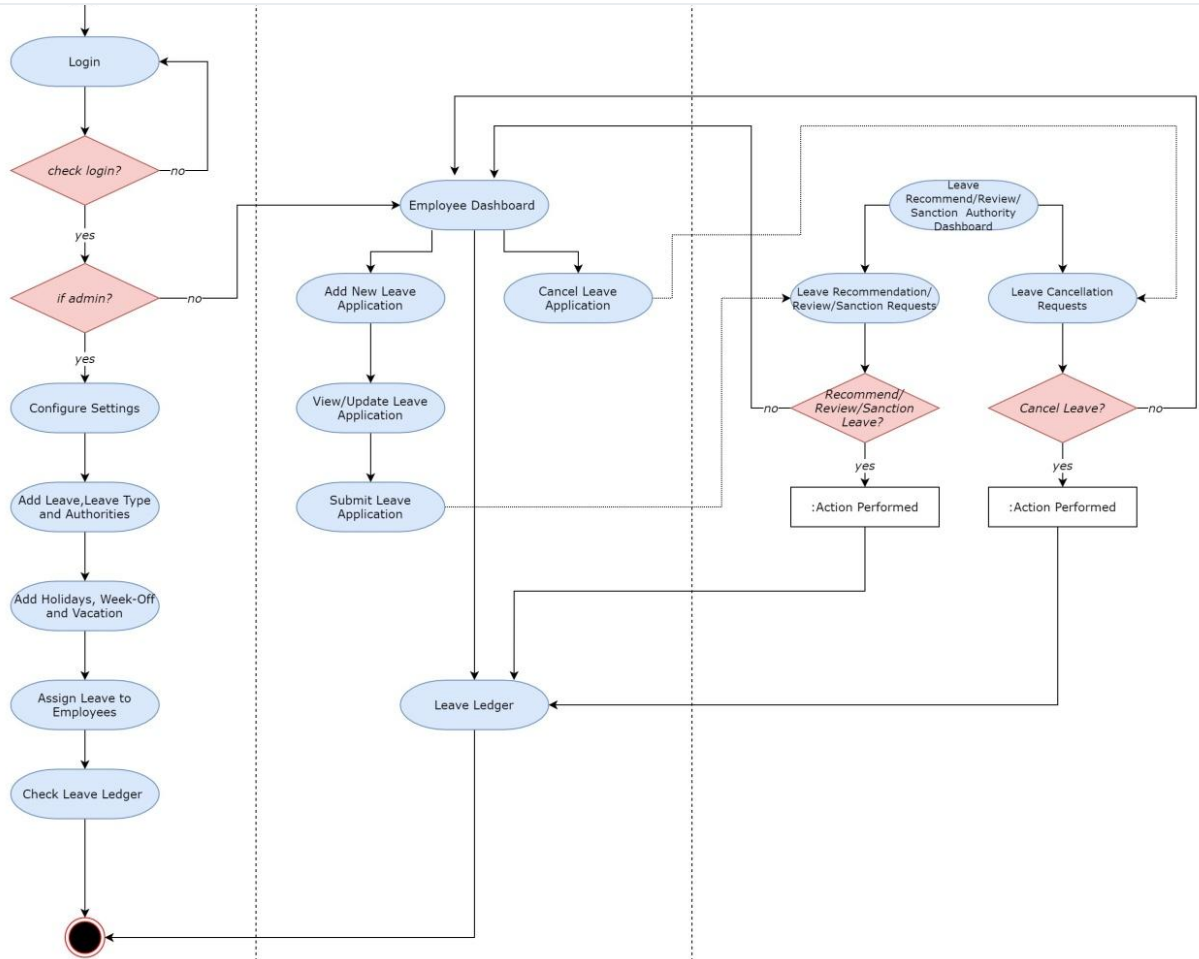 Login
check login?
no
yes
if admin?
no
yes
Configure Settings
Add Leave,Leave Type
and Authorities
Add Holidays, Week-Off
and Vacation
Assign Leave to
Employees
Check Leave Ledger
Employee Dashboard
Add New Leave
Application
Cancel Leave
Application
View/Update Leave
Application
Submit Leave
Application
Leave Ledger
Leave
Recommend/Review/
Sanction Authority
Dashboard
Leave Recommendation/
Review/Sanction Requests
Leave Cancellation
Requests
Recommend/
Review/Sanction
Leave?
no
yes
Cancel Leave?
no
yes
:Action Performed
:Action Performed